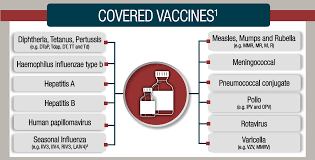 COVERED VACCINES¹
Diphtheria, Tetanus, Pertussis
(e.g. DTaP, Tdap, DT, TT and Td)
Haemophilus influenzae type b
Hepatitis A
Hepatitis B
Human papillomavirus
Seasonal Influenza
(e.g. IIV3, IIV4, RIV3, LAIV4)²
Measles, Mumps and Rubella
(e.g. MMR, MR, M, R)
Meningococcal
Pneumococcal conjugate
Polio
(e.g. IPV and OPV)
Rotavirus
Varicella
(e.g. VZV, MMRV)